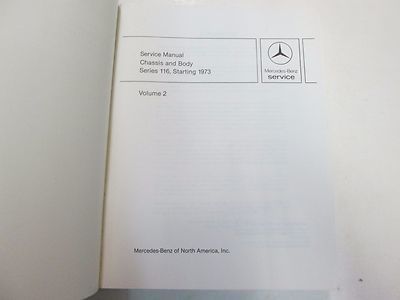 Service Manual
Chassis and Body
Series 116, Starting 1973
Mercedes-Benz
service
Volume 2
Mercedes-Benz of North America, Inc.